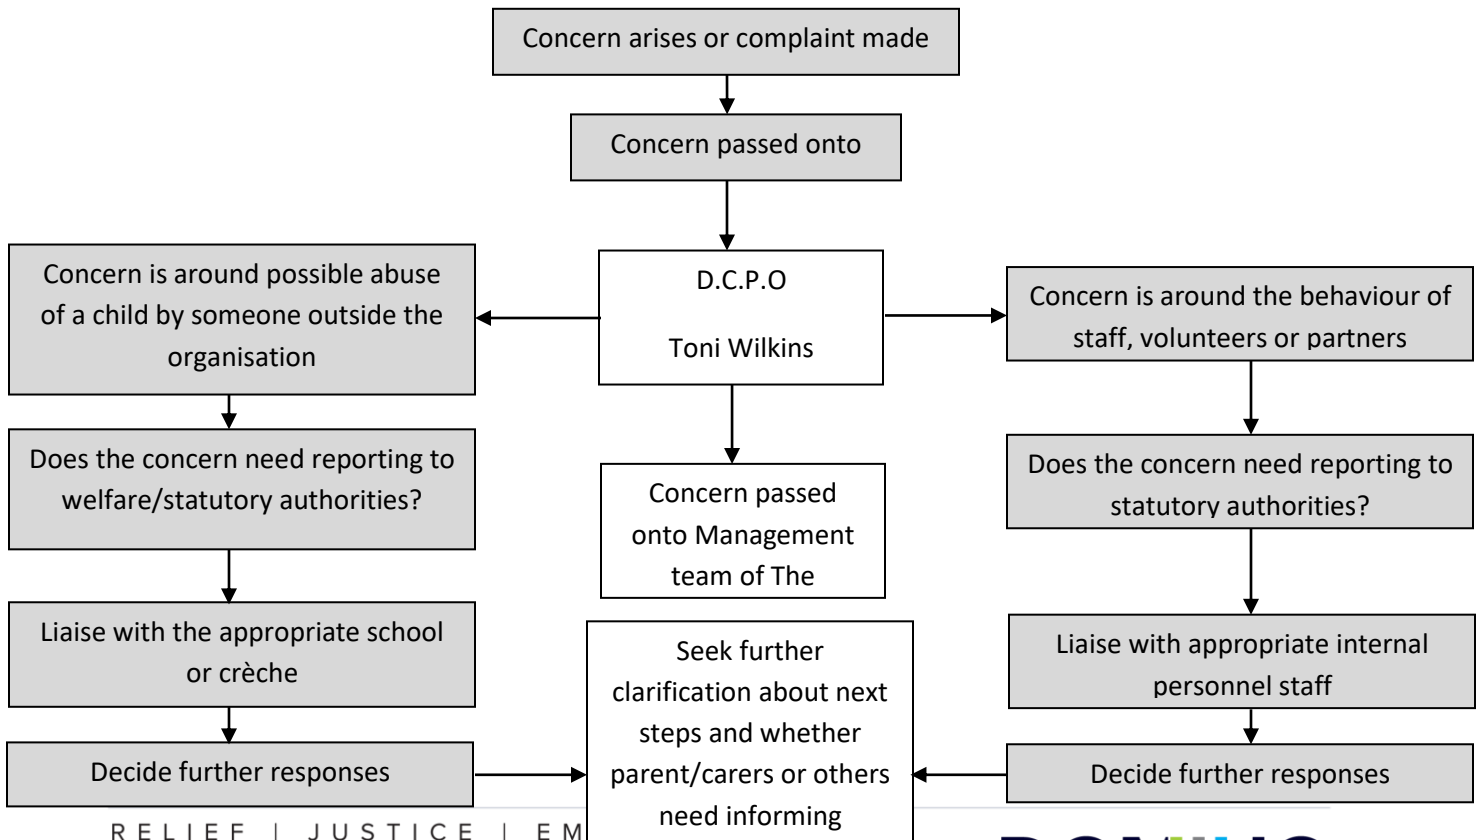 Concern arises or complaint made
Concern passed onto
D.C.P.O
Toni Wilkins
Concern is around possible abuse
of a child by someone outside the
organisation
Does the concern need reporting to
welfare/statutory authorities?
Liaise with the appropriate school
or crèche
Decide further responses
Concern passed
onto Management
team of The
Seek further
clarification about next
steps and whether
parent/carers or others
need informing
Concern is around the behaviour of
staff, volunteers or partners
Does the concern need reporting to
statutory authorities?
Liaise with appropriate internal
personnel staff
Decide further responses
RELIEF | JUSTICE | EM